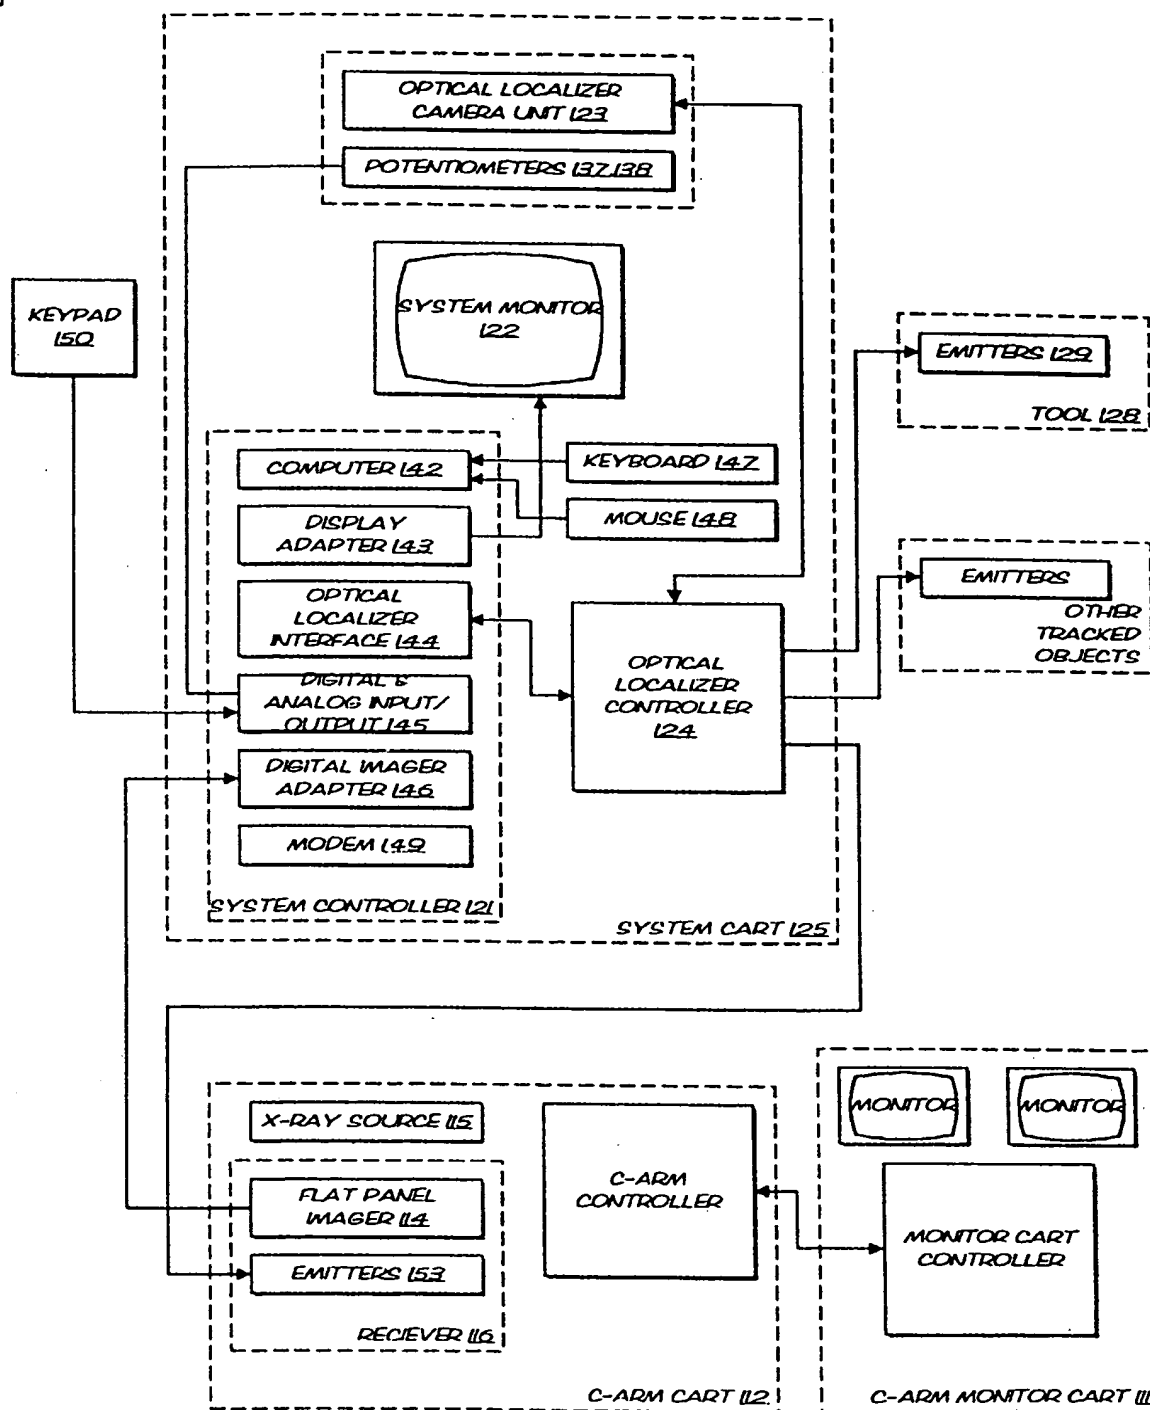 OPTICAL LOCALIZER
CAMERA UNIT 123
POTENTIOMETERS 137,138
SYSTEM MONITOR
122
KEYPAD
150
EMITTERS 129
TOOL 128
COMPUTER 142
KEYBOARD 147
MOUSE 148
DISPLAY
ADAPTER 143
OPTICAL
LOCALIZER
INTERFACE 144
EMITTERS
OTHER
TRACKED
OBJECTS
OPTICAL
LOCALIZER
CONTROLLER
124
DIGITAL &
ANALOG INPUT/
OUTPUT 145
DIGITAL IMAGER
ADAPTER 146
MODEM 149
SYSTEM CONTROLLER 121
SYSTEM CART 125
X-RAY SOURCE 115
FLAT PANEL
IMAGER 114
EMITTERS 153
RECIEVER 116
C-ARM
CONTROLLER
C-ARM CART 112
MONITOR
MONITOR
MONITOR CART
CONTROLLER
C-ARM MONITOR CART 111